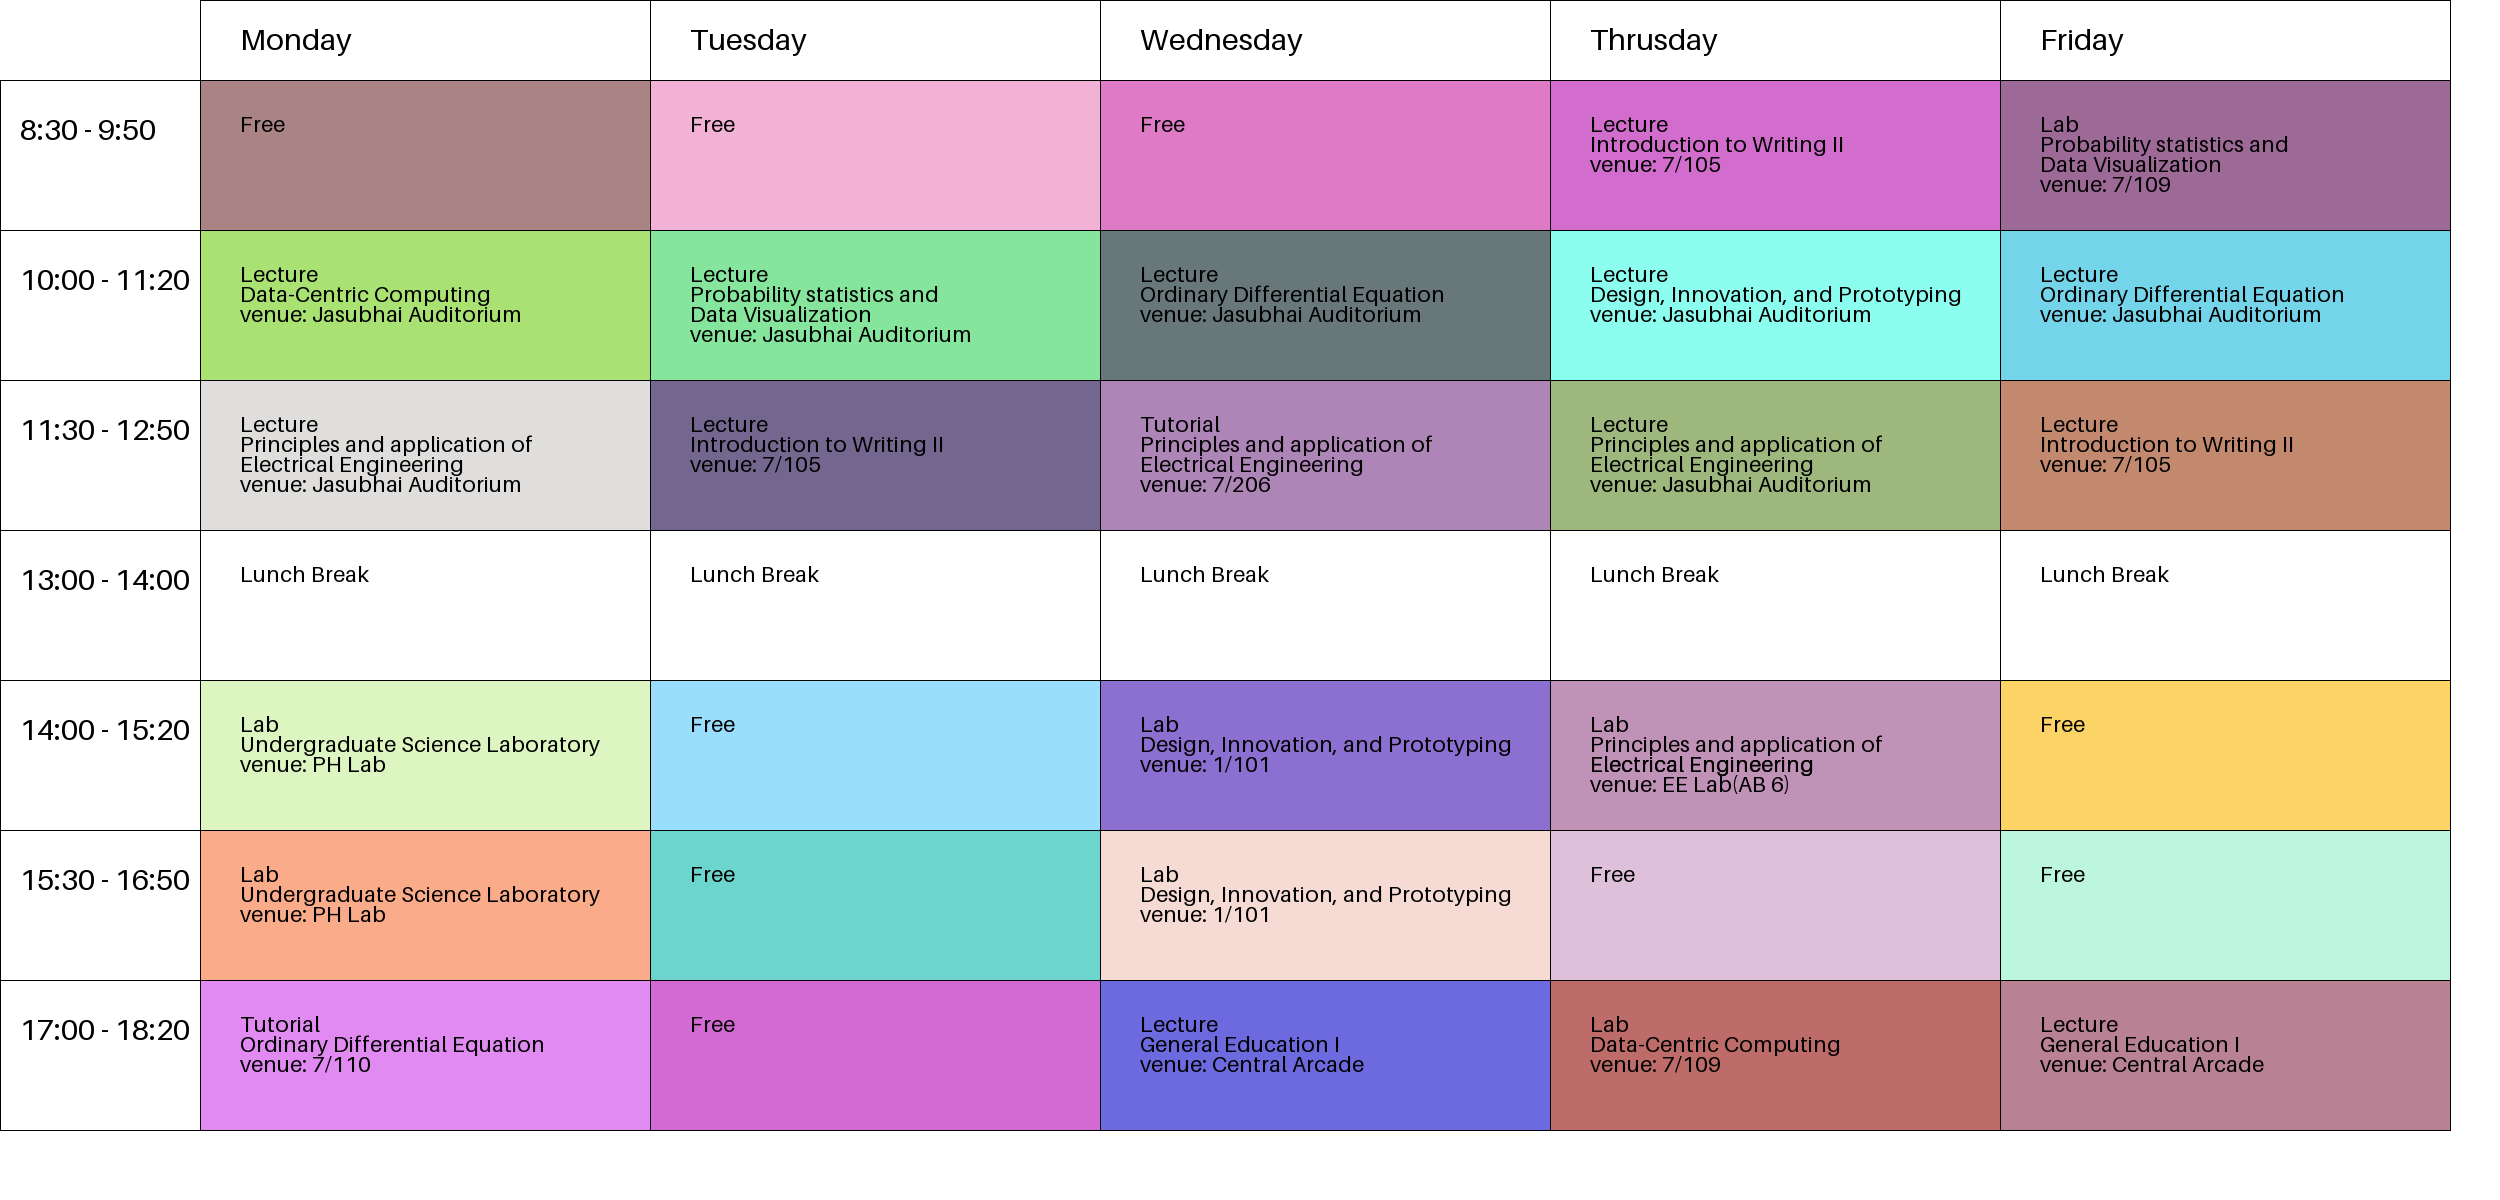 Monday
Tuesday
Wednesday
Thrusday
Friday
8:30 - 9:50
Free
Free
Free
Lecture
Introduction to Writing II
venue: 7/105
Lab
Probability statistics and
Data Visualization
venue: 7/109
10:00 - 11:20
Lecture
Data-Centric Computing
venue: Jasubhai Auditorium
Lecture
Probability statistics and
Data Visualization
venue: Jasubhai Auditorium
Lecture
Ordinary Differential Equation
venue: Jasubhai Auditorium
Lecture
Design, Innovation, and Prototyping
venue: Jasubhai Auditorium
Lecture
Ordinary Differential Equation
venue: Jasubhai Auditorium
11:30 - 12:50
Lecture
Principles and application of
Electrical Engineering
venue: Jasubhai Auditorium
Lecture
Introduction to Writing II
venue: 7/105
Tutorial
Principles and application of
Electrical Engineering
venue: 7/206
Lecture
Principles and application of
Electrical Engineering
venue: Jasubhai Auditorium
Lecture
Introduction to Writing II
venue: 7/105
13:00 - 14:00
Lunch Break
Lunch Break
Lunch Break
Lunch Break
Lunch Break
14:00 - 15:20
Lab
Undergraduate Science Laboratory
venue: PH Lab
Free
Lab
Design, Innovation, and Prototyping
venue: 1/101
Lab
Principles and application of
Electrical Engineering
venue: EE Lab(AB 6)
Free
15:30 - 16:50
Lab
Undergraduate Science Laboratory
venue: PH Lab
Free
Lab
Design, Innovation, and Prototyping
venue: 1/101
Free
Free
17:00 - 18:20
Tutorial
Ordinary Differential Equation
venue: 7/110
Free
Lecture
General Education I
venue: Central Arcade
Lab
Data-Centric Computing
venue: 7/109
Lecture
General Education I
venue: Central Arcade